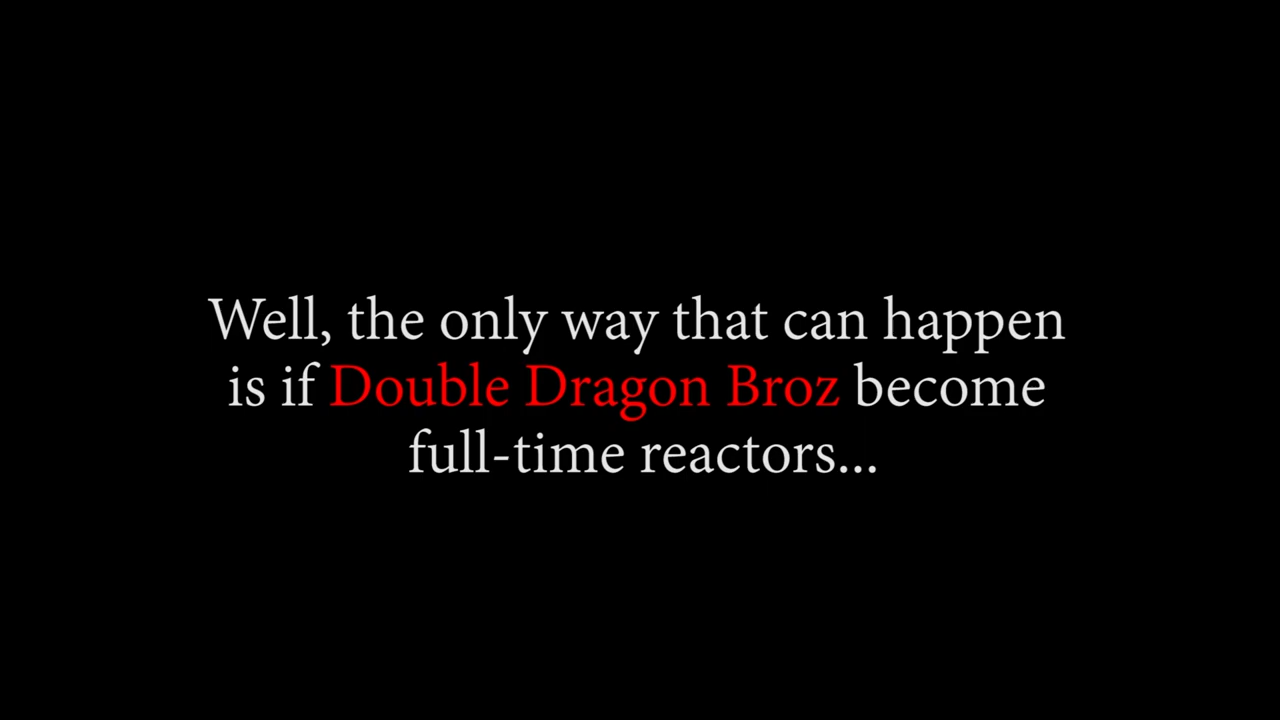 Well, the only way that can happen
is if Double Dragon Broz become
full-time reactors...